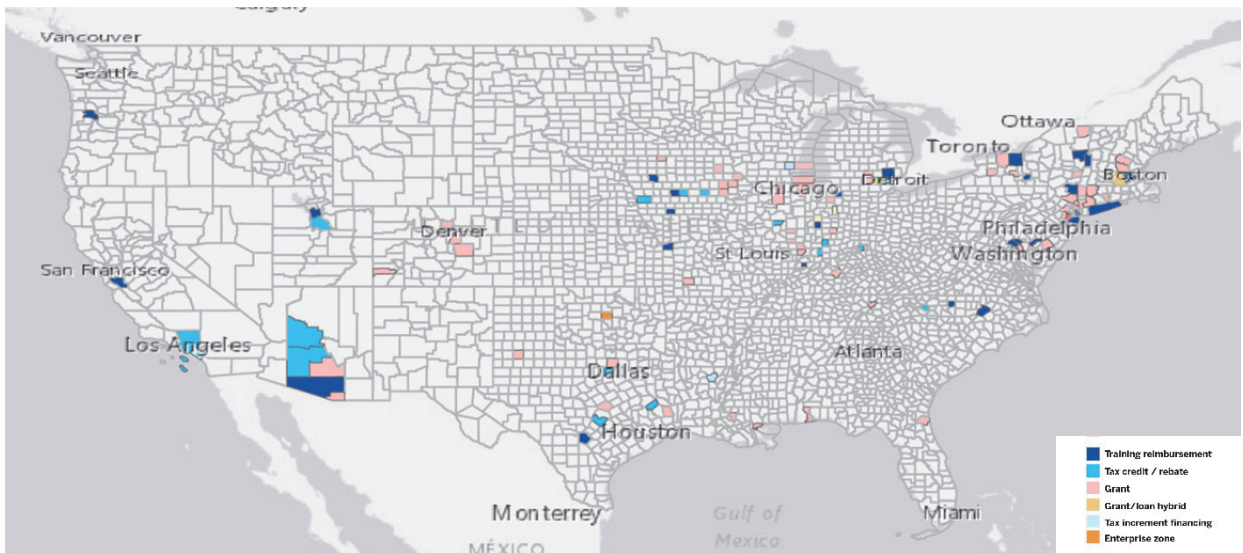 Calgary
Vancouver
Seattle
Ottawa
Toronto
Boston
Detroit
Chicago
Denver
Philadelphia
Washington
St Louis
San Francisco
Los Angeles
Atlanta
Dallas
Houston
Monterrey
Gulf of
Mexico
Miami
MÉXICO
Training reimbursement
Tax credit / rebate
Grant
Grant/loan hybrid
Tax increment financing
Enterprise zone